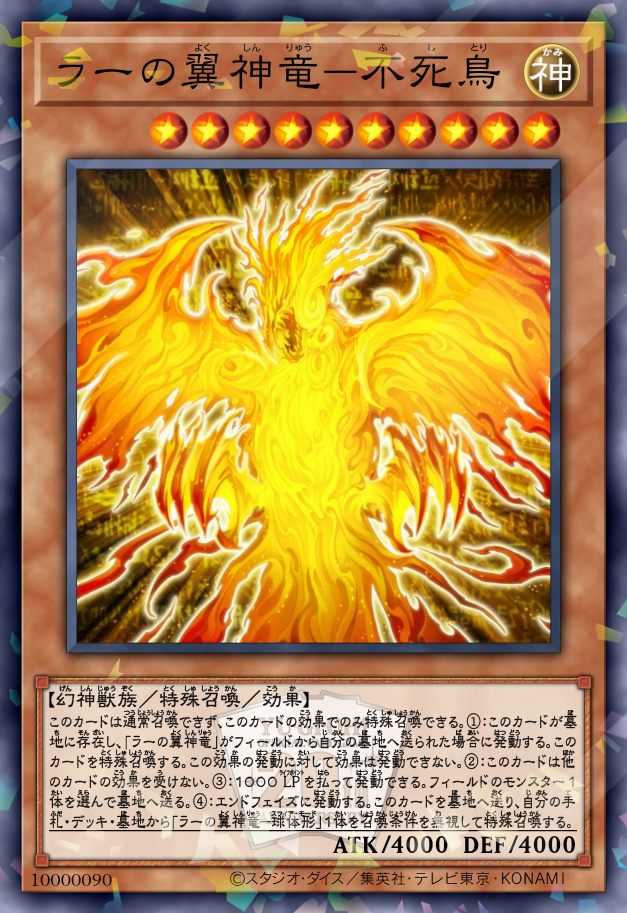 ラーの翼神竜－不死鳥
神
【幻神獣族／特殊召喚／効果】
このカードは通常召喚できず、このカードの効果でのみ特殊召喚できる。①：このカードが墓
地に存在し、「ラーの翼神竜」がフィールドから自分の墓地へ送られた場合に発動する。この
カードを特殊召喚する。この効果の発動に対して効果は発動できない。②：このカードは他
のカードの効果を受けない。③：1000LPを払って発動できる。フィールドのモンスター1
体を選んで墓地へ送る。④：エンドフェイズに発動する。このカードを墓地へ送り、自分の手
札・デッキ・墓地から「ラーの翼神竜－球体形」1体を召喚条件を無視して特殊召喚する。
ATK/4000 DEF/4000
10000090
©スタジオ・ダイス／集英社・テレビ東京・KONAMI